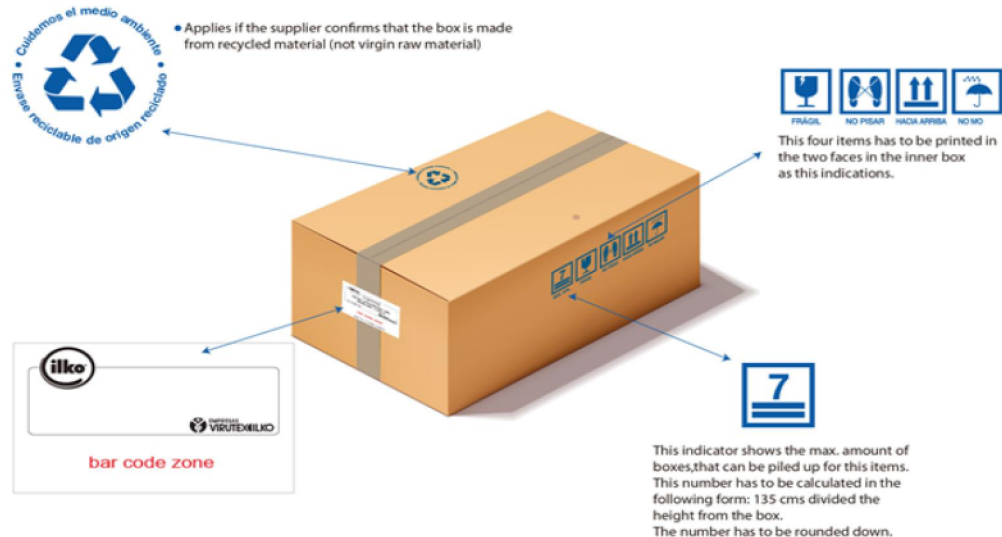 Cuidemos el medio ambiente
Envase reciclable de origen reciclado
Applies if the supplier confirms that the box is made
from recycled material (not virgin raw material)
FRÁGIL
NO PISAR
HACIA ARRIBA
NO MO
This four items has to be printed in
the two faces in the inner box
as this indications.
7
ilko
EMPRESAS
VIRUTEX ILKO
bar code zone
7
This indicator shows the max. amount of
boxes,that can be piled up for this items.
This number has to be calculated in the
following form: 135 cms divided the
height from the box.
The number has to be rounded down.